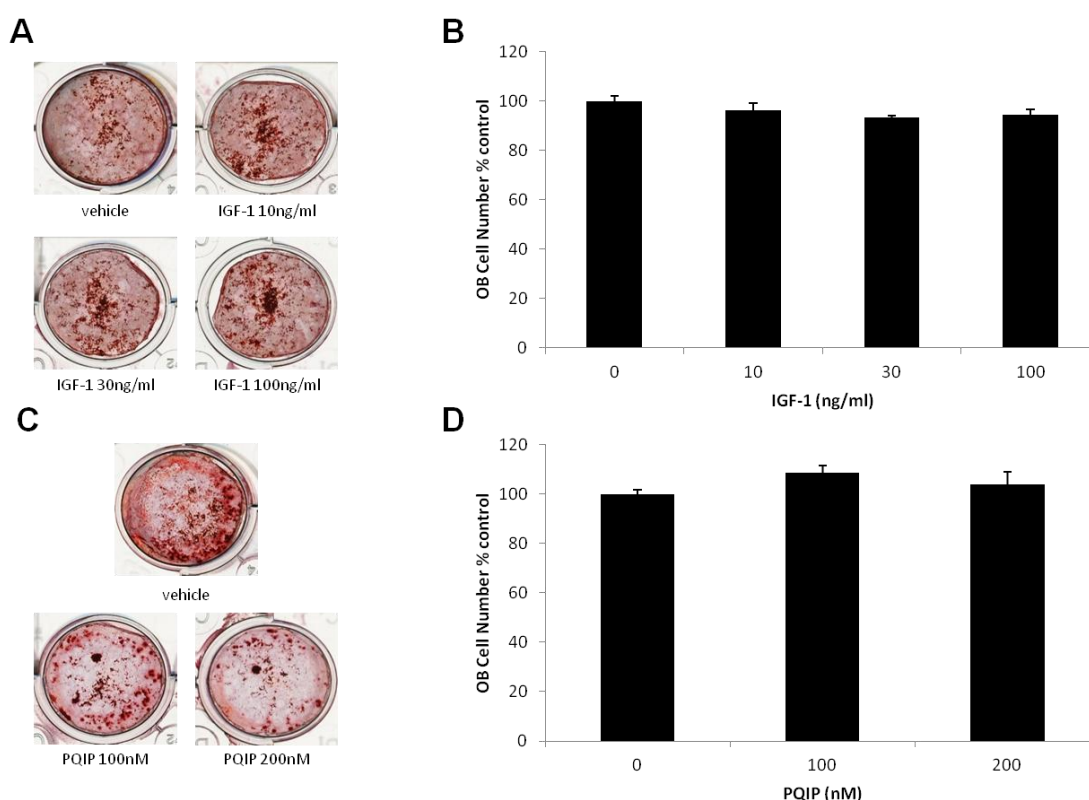 A
vehicle
IGF-1 10ng/ml
IGF-1 30ng/ml
IGF-1 100ng/ml
B
OB Cell Number % control
120
100
80
60
40
20
0
0 10 30 100
IGF-1 (ng/ml)
C
vehicle
PQIP 100nM
PQIP 200nM
D
OB Cell Number % control
120
100
80
60
40
20
0
0 100 200
PQIP (nM)